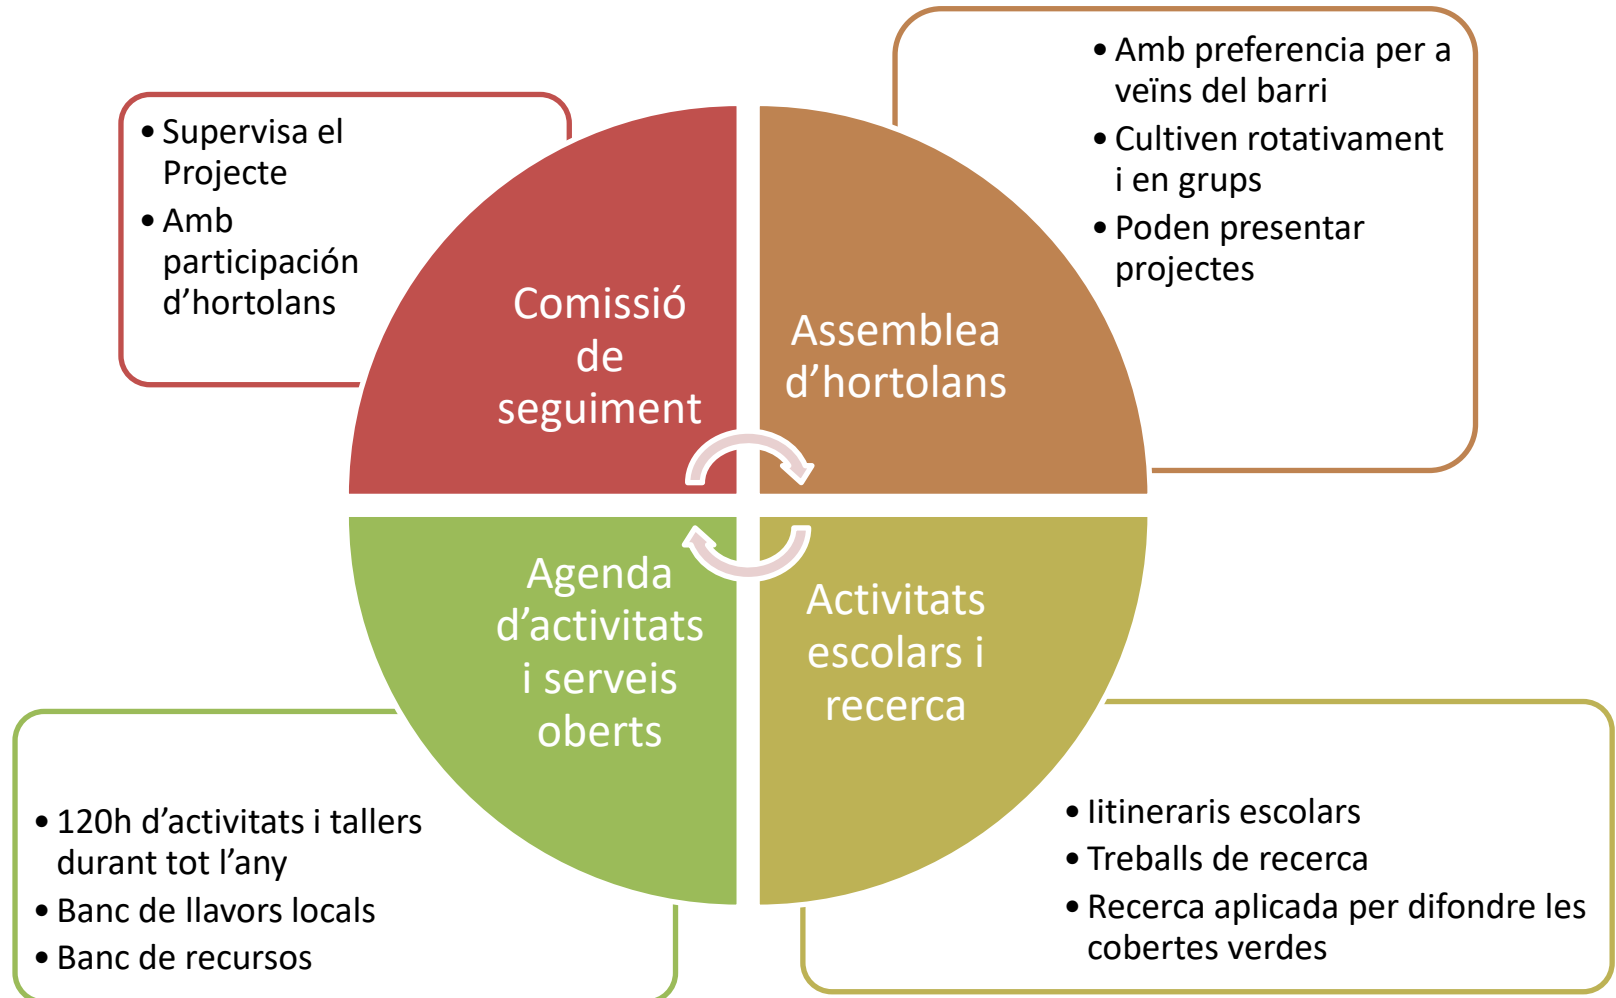 • Supervisa el
Projecte
• Amb
participación
d’hortolans
Comissió
de
seguiment
• Amb preferencia per a
veïns del barri
• Cultiven rotativament
i en grups
• Poden presentar
projectes
Assemblea
d’hortolans
Agenda
d’activitats
i serveis
oberts
• 120h d’activitats i tallers
durant tot l’any
• Banc de llavors locals
• Banc de recursos
Activitats
escolars i
recerca
• Iitineraris escolars
• Treballs de recerca
• Recerca aplicada per difondre les
cobertes verdes